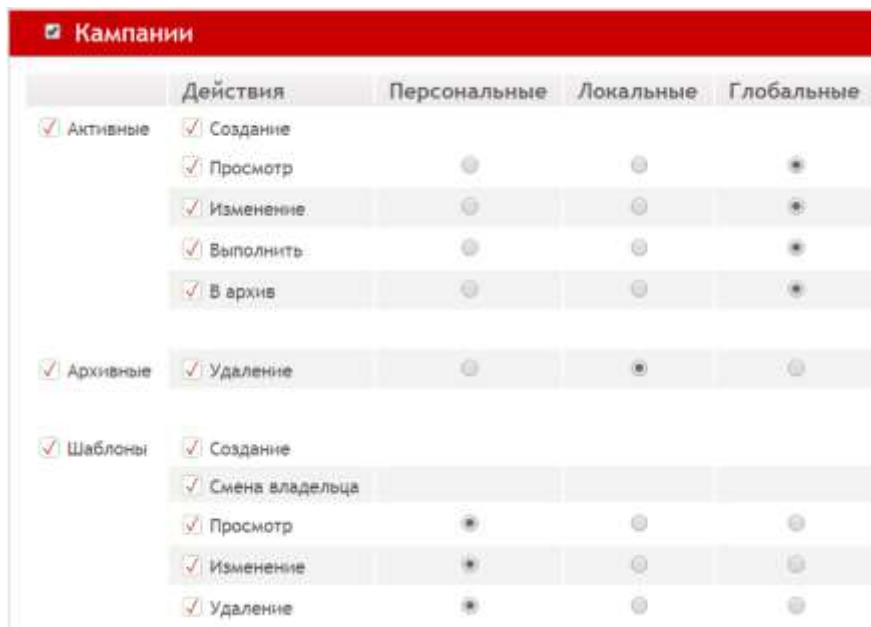 Кампании
Действия Персональные Локальные Глобальные
Активные Создание
Просмотр
Изменение
Выполнить
В архив
Архивные Удаление
Шаблоны Создание
Смена владельца
Просмотр
Изменение
Удаление